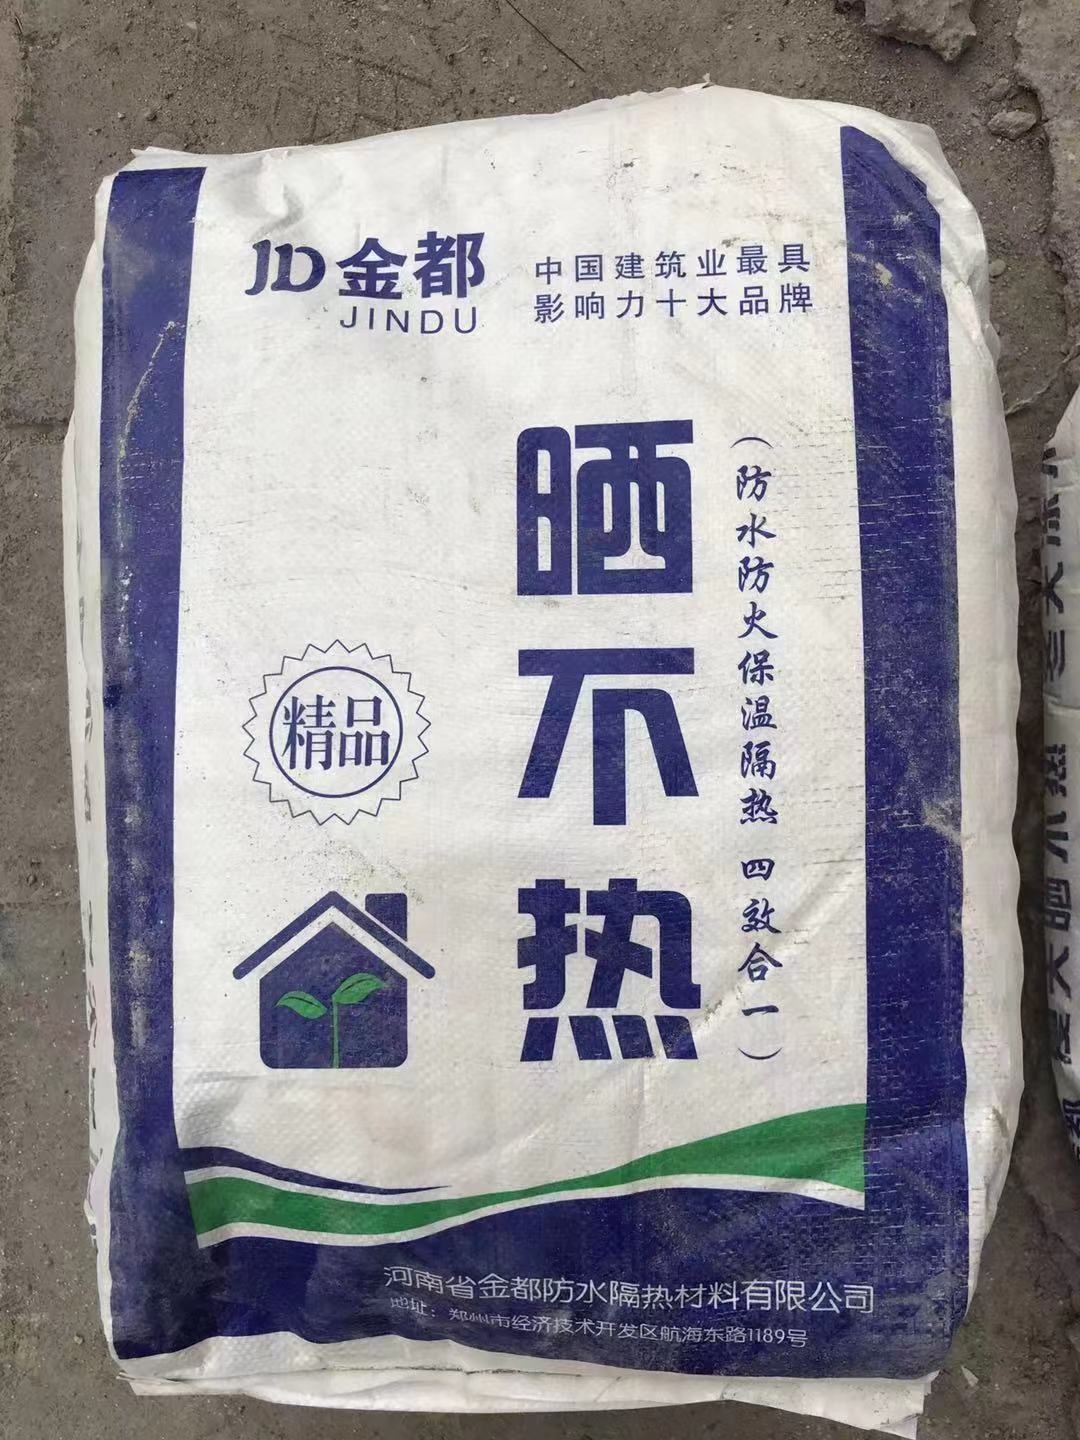 JD金都
JINDU
中国建筑业最具
影响力十大品牌
晒不热
(防水防火保温隔热 四效合一)
精品
河南省金都防水隔热材料有限公司
地址：郑州市经济技术开发区航海东路1189号